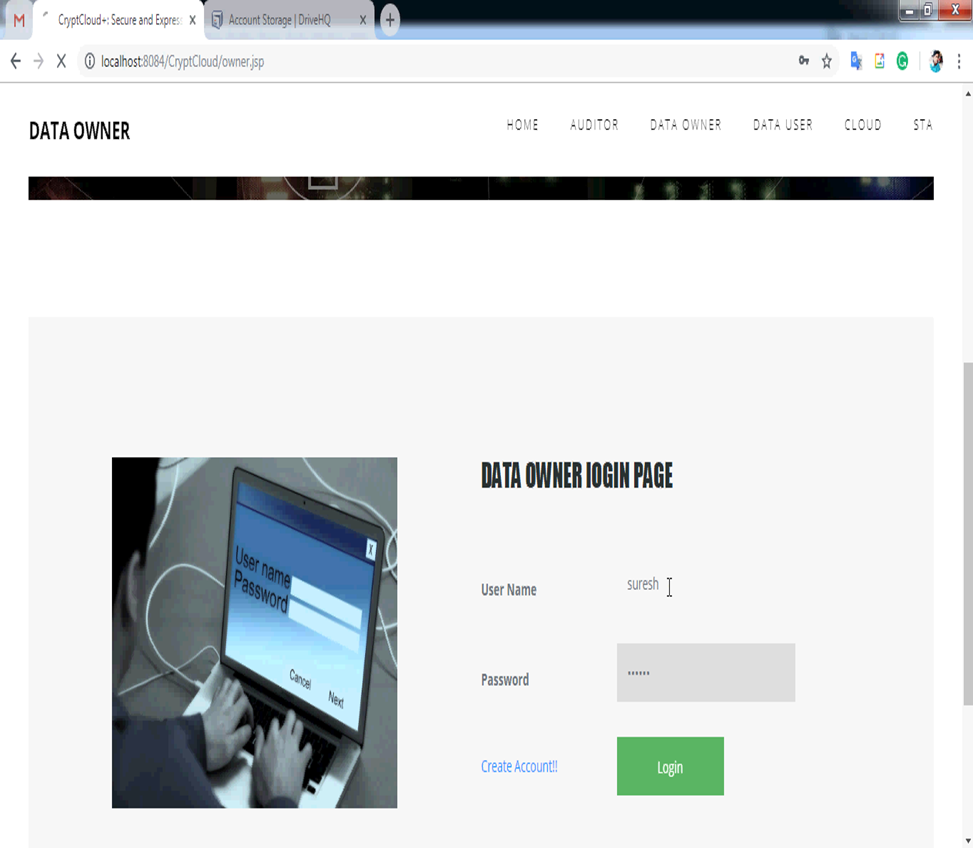 M CryptCloud+: Secure and Expres × Account Storage | DriveHQ × +
localhost:8084/CryptCloud/owner.jsp
DATA OWNER HOME AUDITOR DATA OWNER DATA USER CLOUD STA
DATA OWNER lOGIN PAGE
User name
Password
Cancel
Next
X
User Name suresh
Password ······
Create Account!! Login